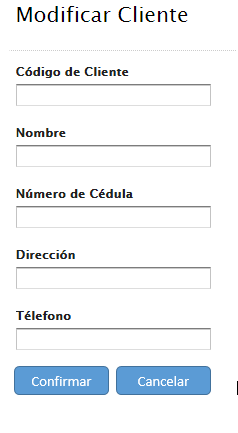 Modificar Cliente
Código de Cliente
Nombre
Número de Cédula
Dirección
Télefono
Confirmar Cancelar